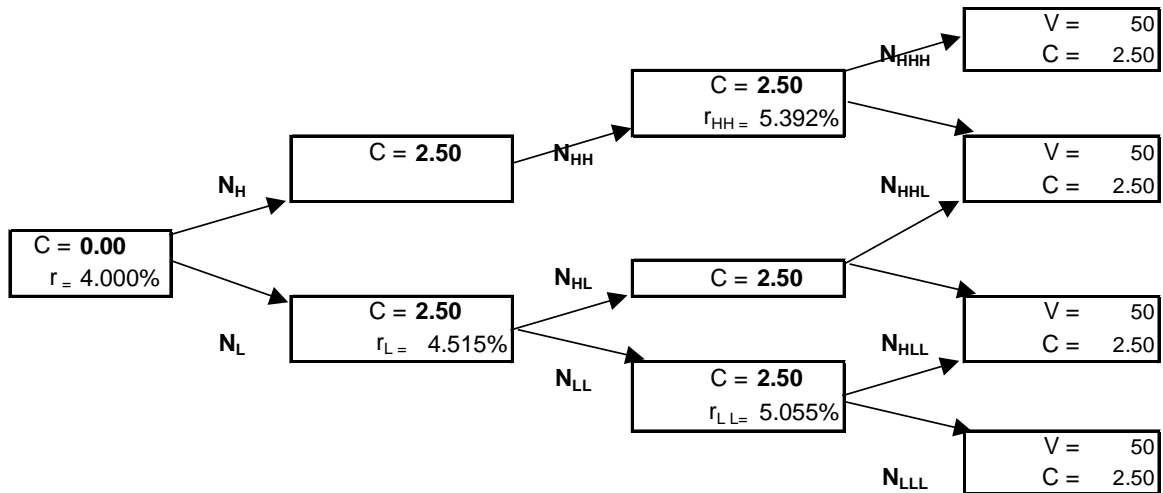 V = 50
C = 2.50
N_HHH
C = 2.50
r_HH = 5.392%
C = 2.50
N_HH
V = 50
C = 2.50
N_H
N_HHL
C = 0.00
r = 4.000%
N_HL
C = 2.50
C = 2.50
r_L = 4.515%
V = 50
C = 2.50
N_L
N_HLL
N_LL
C = 2.50
r_L L= 5.055%
V = 50
C = 2.50
N_LLL